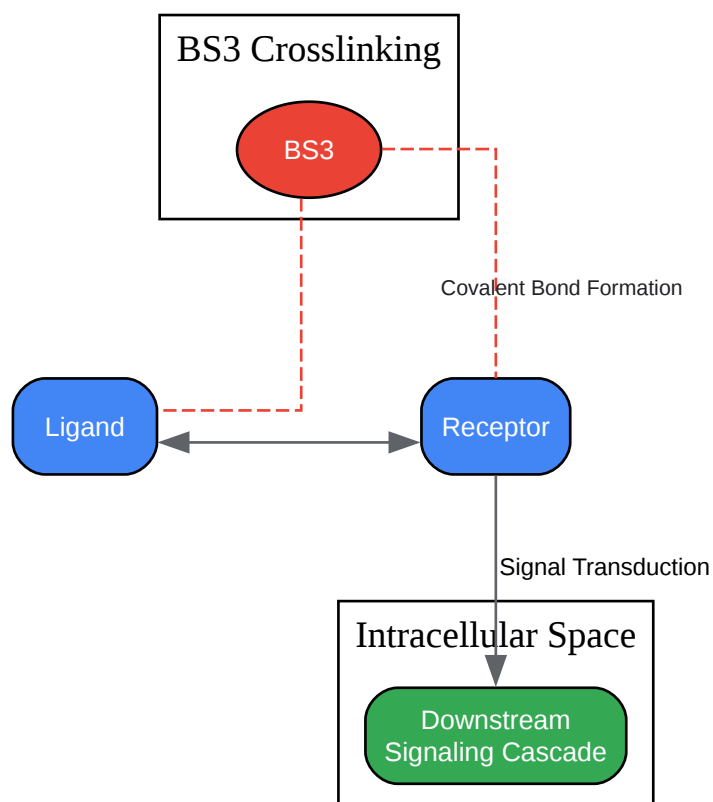 BS3 Crosslinking
BS3
Covalent Bond Formation
Ligand
Receptor
Signal Transduction
Intracellular Space
Downstream
Signaling Cascade